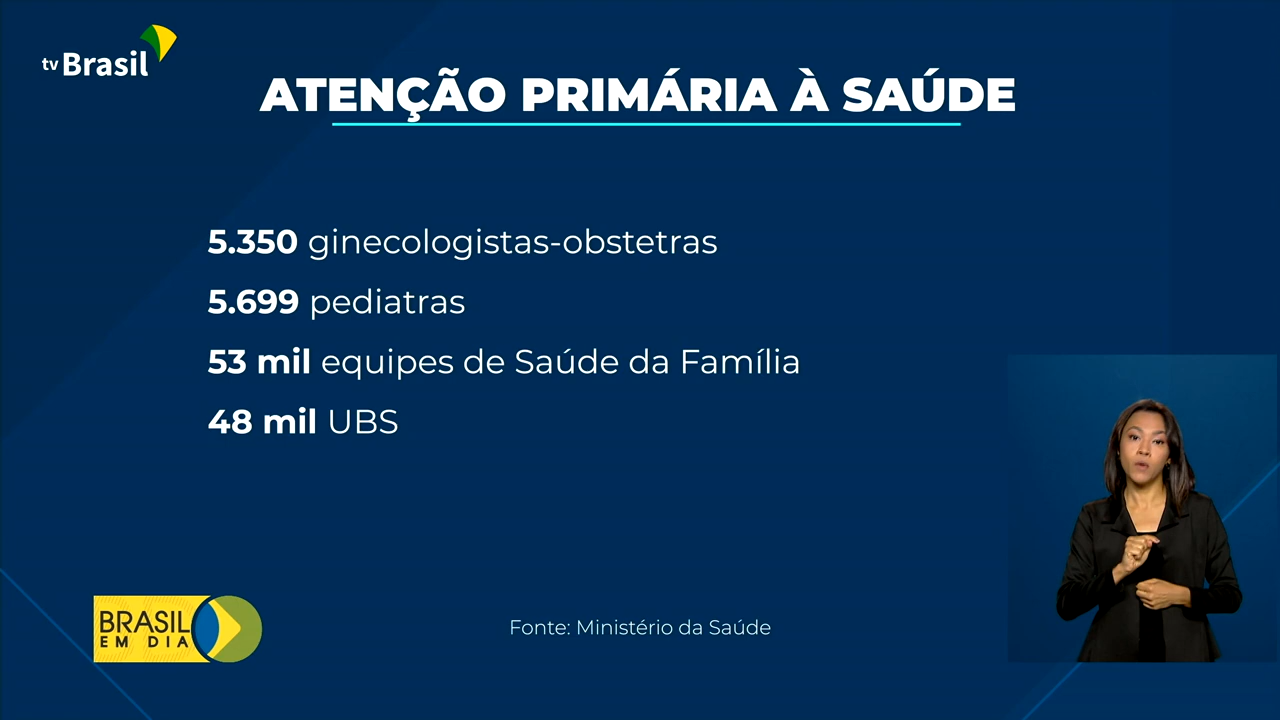 tv Brasil
ATENÇÃO PRIMÁRIA À SAÚDE
5.350 ginecologistas-obstetras
5.699 pediatras
53 mil equipes de Saúde da Família
48 mil UBS
BRASIL
EM DIA
Fonte: Ministério da Saúde